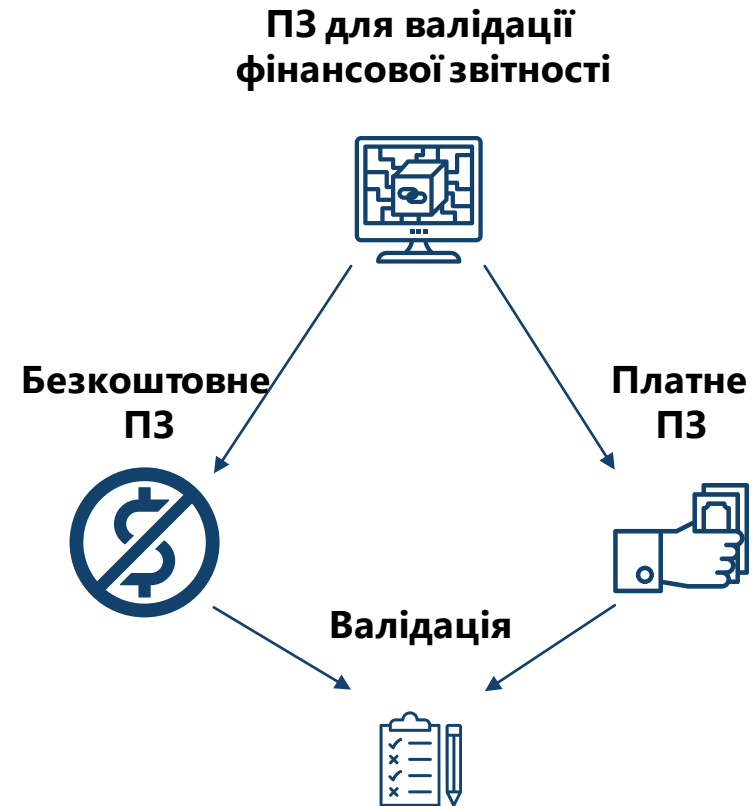 ПЗ для валідації
фінансової звітності
Безкоштовне
ПЗ
Платне
ПЗ
Валідація